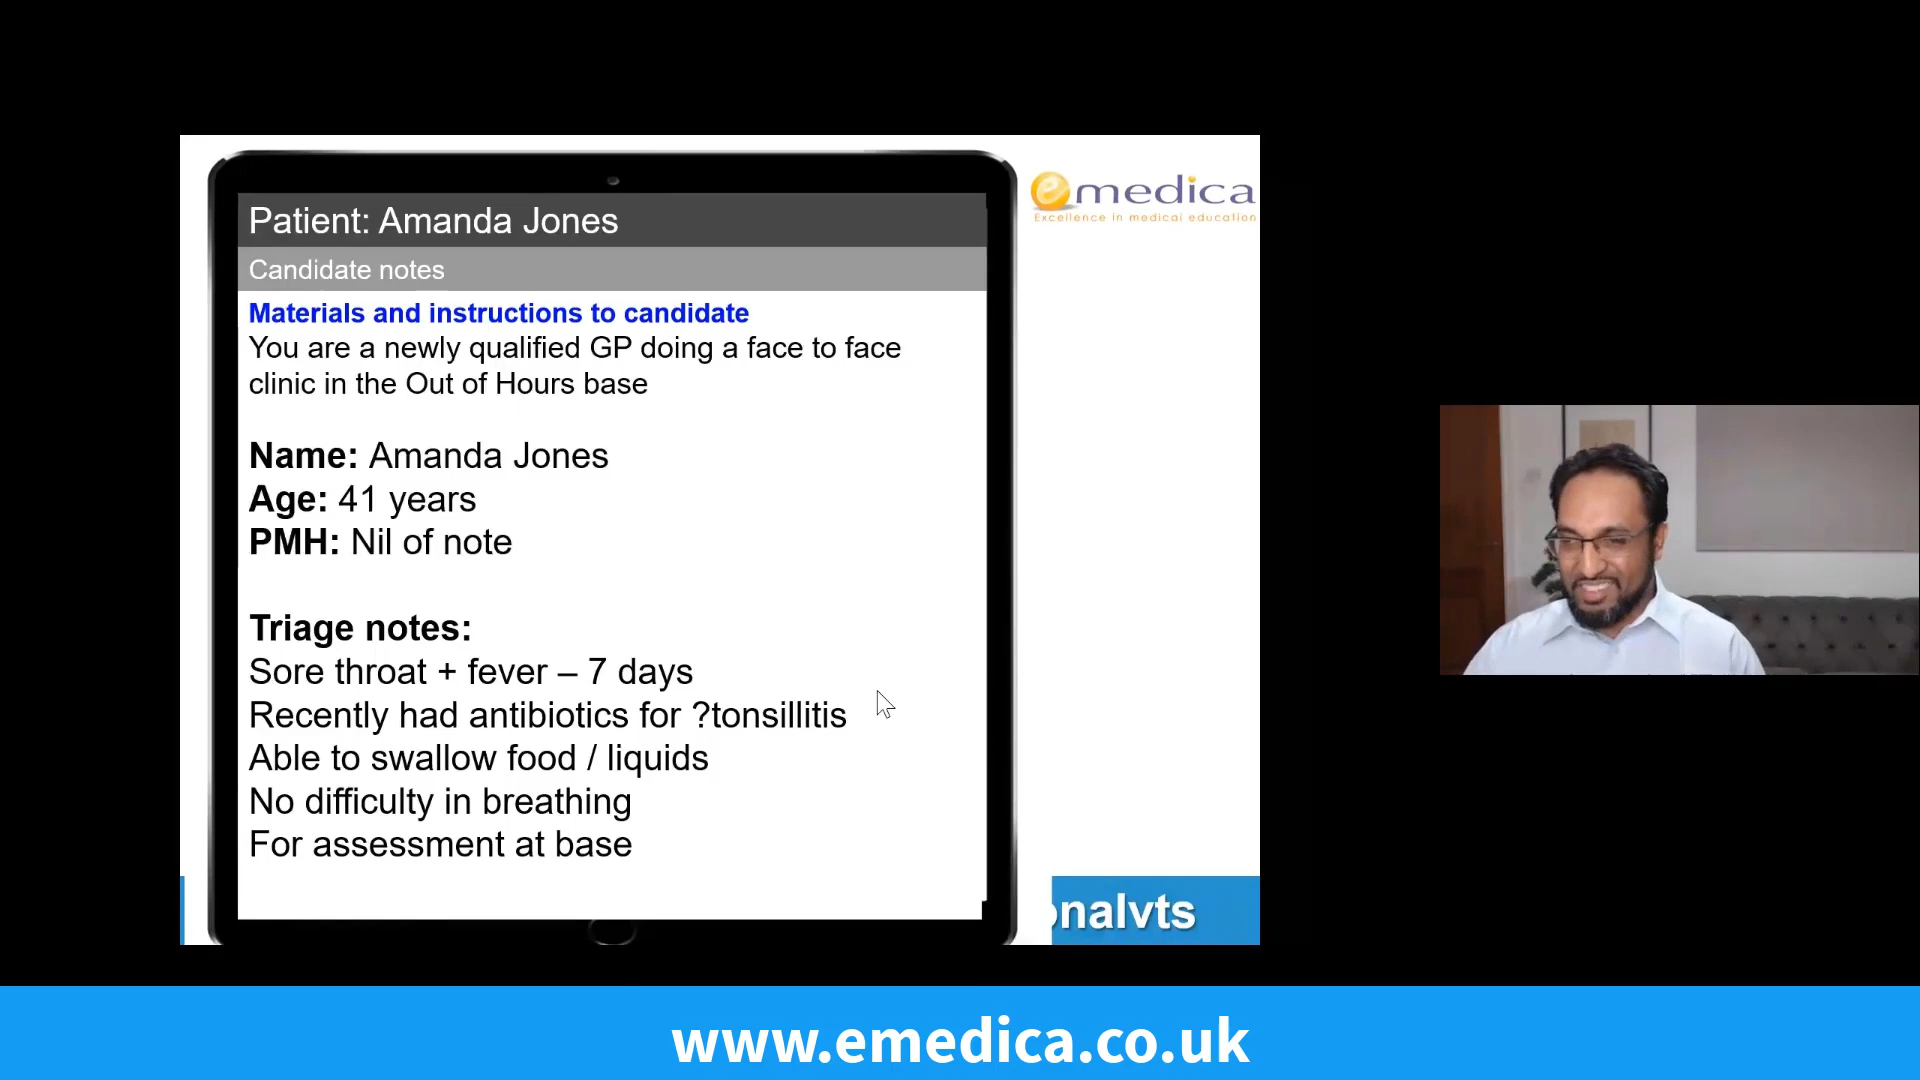 Patient: Amanda Jones
Candidate notes
Materials and instructions to candidate
You are a newly qualified GP doing a face to face
clinic in the Out of Hours base
Name: Amanda Jones
Age: 41 years
PMH: Nil of note
Triage notes:
Sore throat + fever – 7 days
Recently had antibiotics for ?tonsillitis
Able to swallow food / liquids
No difficulty in breathing
For assessment at base
emedica
Excellence in medical education
onalvts
www.emedica.co.uk